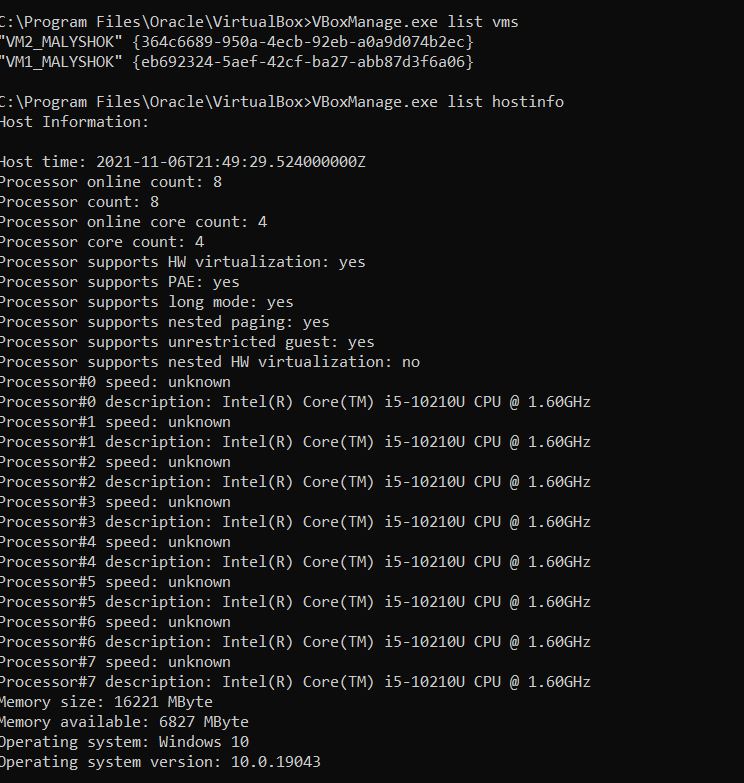 C:\Program Files\Oracle\VirtualBox>VBoxManage.exe list vms
"VM2_MALYSHOK" {364c6689-950a-4ecb-92eb-a0a9d074b2ec}
"VM1_MALYSHOK" {eb692324-5aef-42cf-ba27-abb87d3f6a06}
C:\Program Files\Oracle\VirtualBox>VBoxManage.exe list hostinfo
Host Information:
Host time: 2021-11-06T21:49:29.524000000Z
Processor online count: 8
Processor count: 8
Processor online core count: 4
Processor core count: 4
Processor supports HW virtualization: yes
Processor supports PAE: yes
Processor supports long mode: yes
Processor supports nested paging: yes
Processor supports unrestricted guest: yes
Processor supports nested HW virtualization: no
Processor#0 speed: unknown
Processor#0 description: Intel(R) Core(TM) i5-10210U CPU @ 1.60GHz
Processor#1 speed: unknown
Processor#1 description: Intel(R) Core(TM) i5-10210U CPU @ 1.60GHz
Processor#2 speed: unknown
Processor#2 description: Intel(R) Core(TM) i5-10210U CPU @ 1.60GHz
Processor#3 speed: unknown
Processor#3 description: Intel(R) Core(TM) i5-10210U CPU @ 1.60GHz
Processor#4 speed: unknown
Processor#4 description: Intel(R) Core(TM) i5-10210U CPU @ 1.60GHz
Processor#5 speed: unknown
Processor#5 description: Intel(R) Core(TM) i5-10210U CPU @ 1.60GHz
Processor#6 speed: unknown
Processor#6 description: Intel(R) Core(TM) i5-10210U CPU @ 1.60GHz
Processor#7 speed: unknown
Processor#7 description: Intel(R) Core(TM) i5-10210U CPU @ 1.60GHz
Memory size: 16221 MByte
Memory available: 6827 MByte
Operating system: Windows 10
Operating system version: 10.0.19043